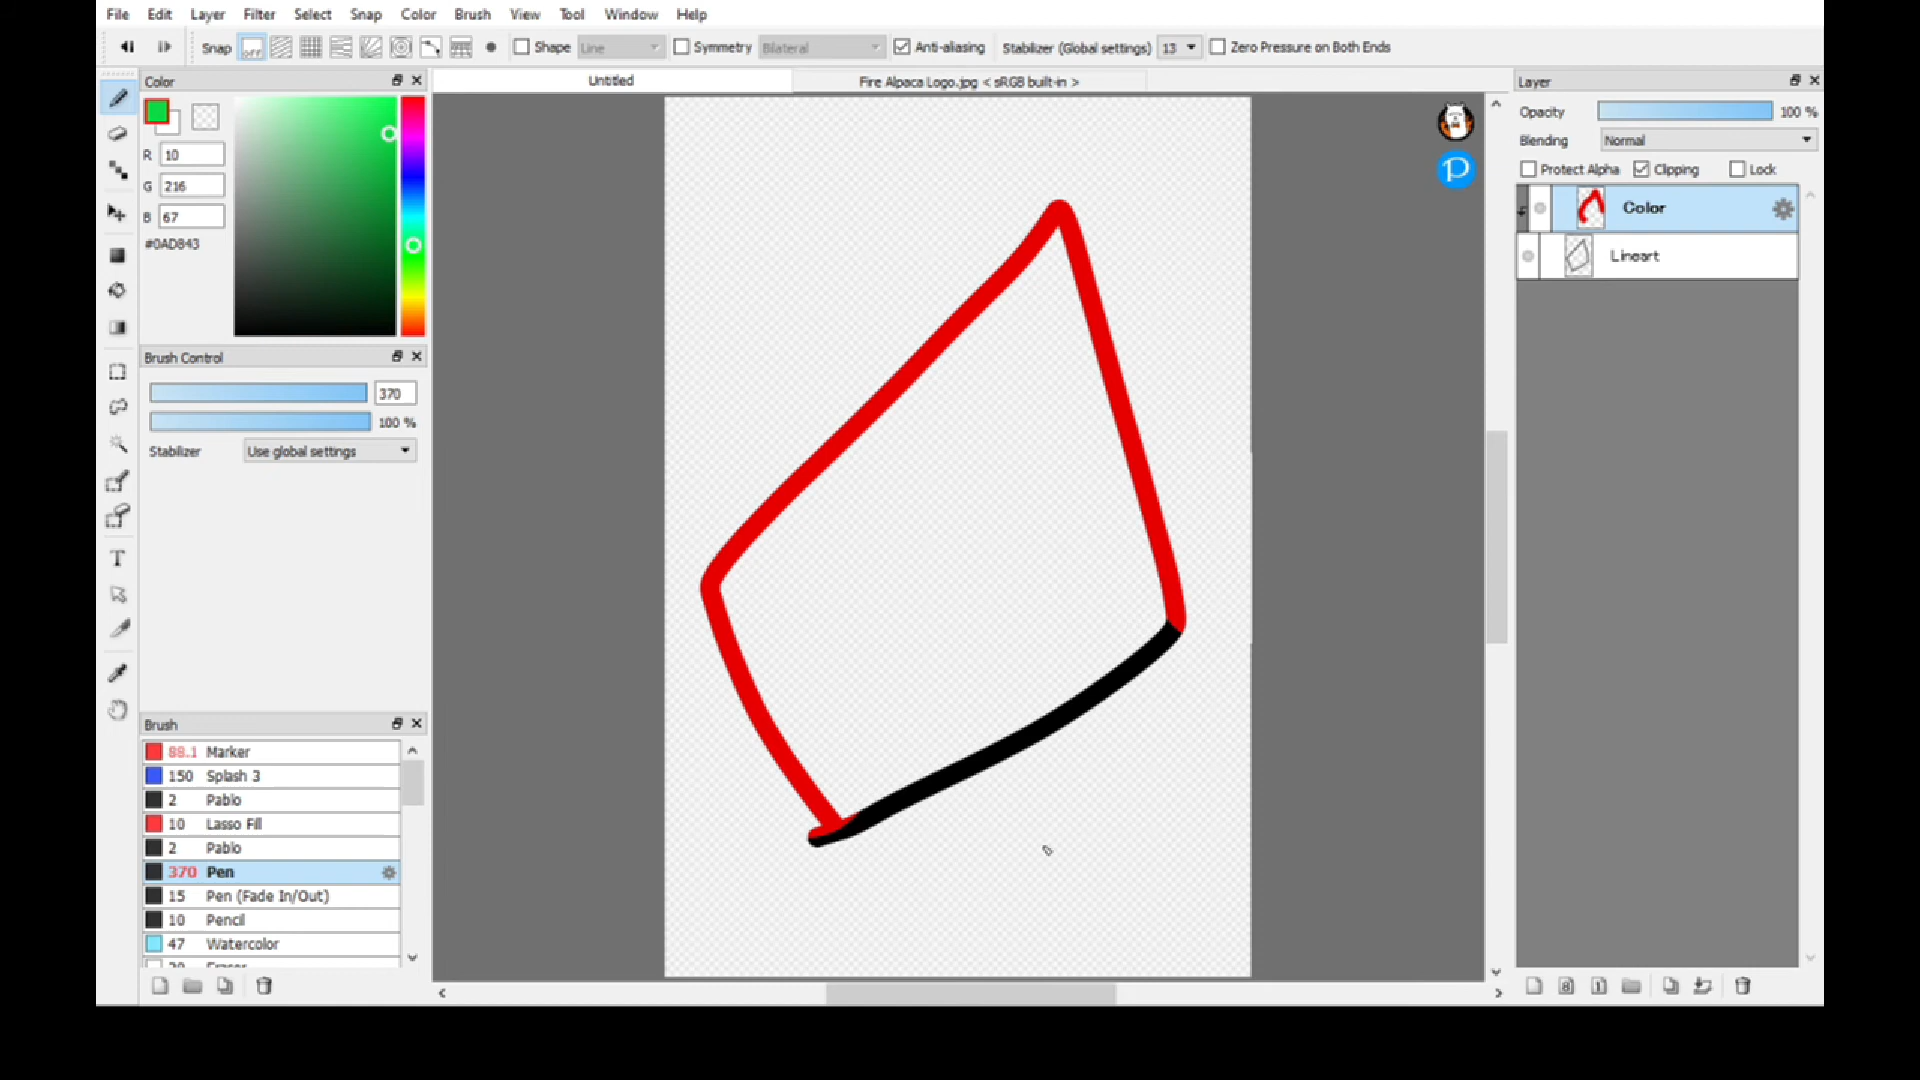 File Edit Layer Filter Select Snap Color Brush View Tool Window Help
Snap OFF Shape Line Symmetry Bilateral Anti-aliasing Stabilizer (Global settings) 13 Zero Pressure on Both Ends
Color
Untitled
Fire Alpaca Logo.jpg < sRGB built-in >
Layer
R 10
G 216
B 67
#0AD843
Opacity 100 %
Blending Normal
Protect Alpha Clipping Lock
Color
Lineart
P
Brush Control
370
100 %
Stabilizer Use global settings
Brush
88.1 Marker
150 Splash 3
2 Pablo
10 Lasso Fill
2 Pablo
370 Pen
15 Pen (Fade In/Out)
10 Pencil
47 Watercolor
T
8 1